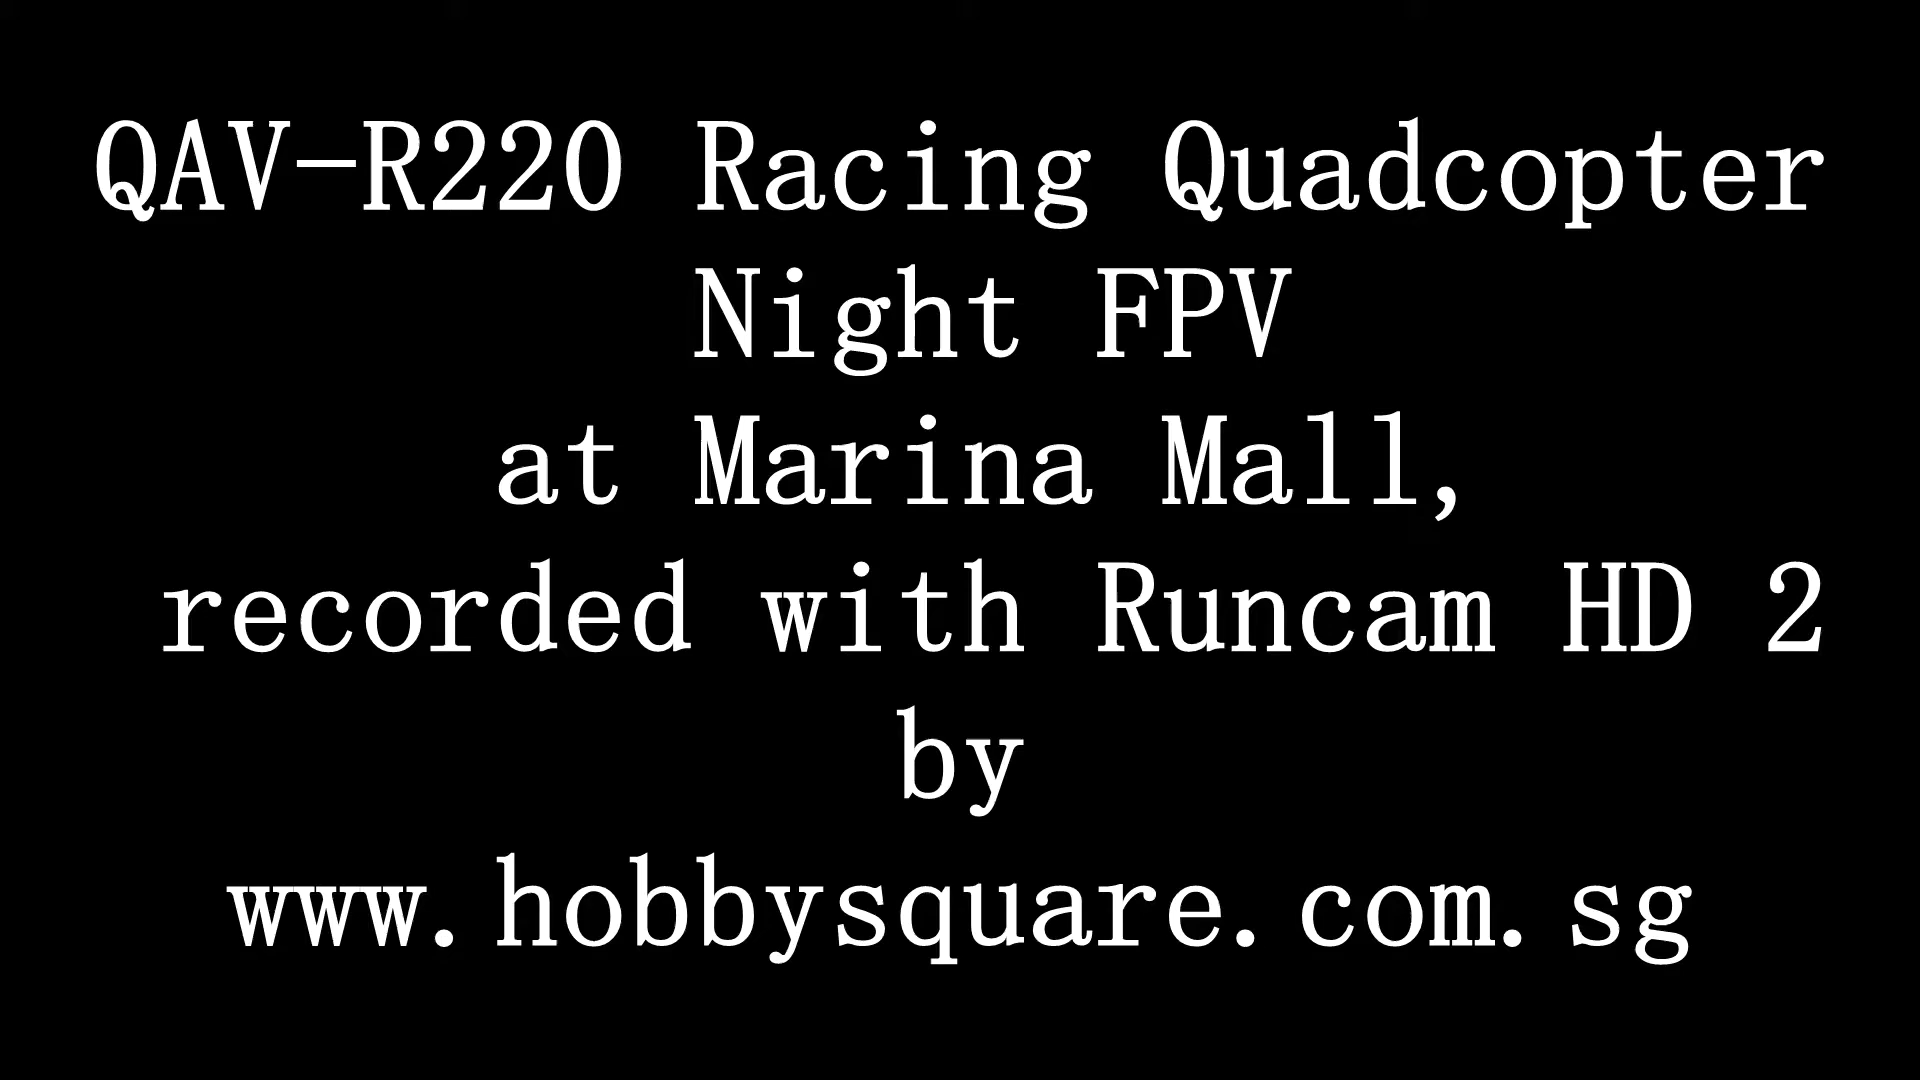 QAV-R220 Racing Quadcopter
Night FPV
at Marina Mall,
recorded with Runcam HD 2
by
www.hobbysquare.com.sg